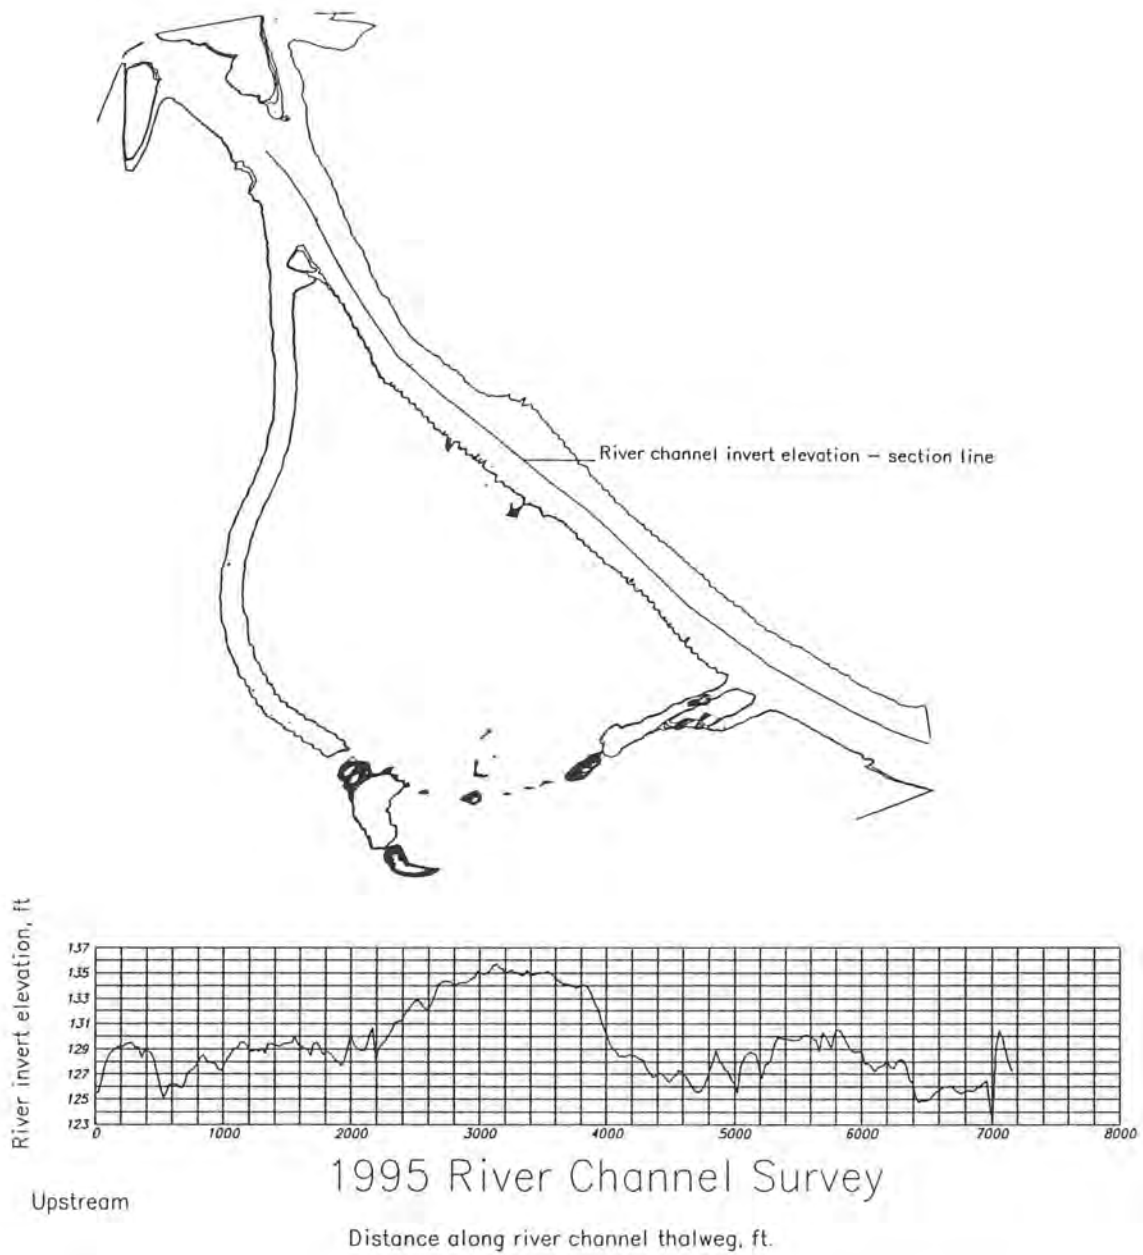 River channel invert elevation – section line
River invert elevation, ft
137
135
133
131
129
127
125
123
0 1000 2000 3000 4000 5000 6000 7000 8000
1995 River Channel Survey
Upstream
Distance along river channel thalweg, ft.